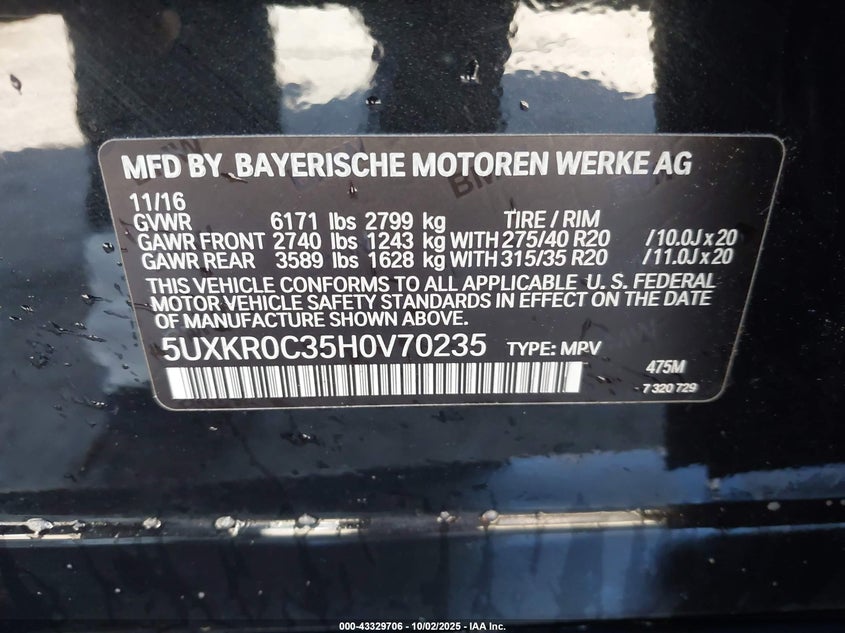 MFD BY BAYERISCHE MOTOREN WERKE AG
11/16
GVWR 6171 lbs 2799 kg TIRE / RIM
GAWR FRONT 2740 lbs 1243 kg WITH 275/40 R20 / 10.0J x 20
GAWR REAR 3589 lbs 1628 kg WITH 315/35 R20 / 11.0J x 20
THIS VEHICLE CONFORMS TO ALL APPLICABLE U. S. FEDERAL
MOTOR VEHICLE SAFETY STANDARDS IN EFFECT ON THE DATE
OF MANUFACTURE SHOWN ABOVE.
5UXKR0C35H0V70235 TYPE: MPV 475M
7 320 729
000-43329706 - 10/02/2025 - IAA Inc.